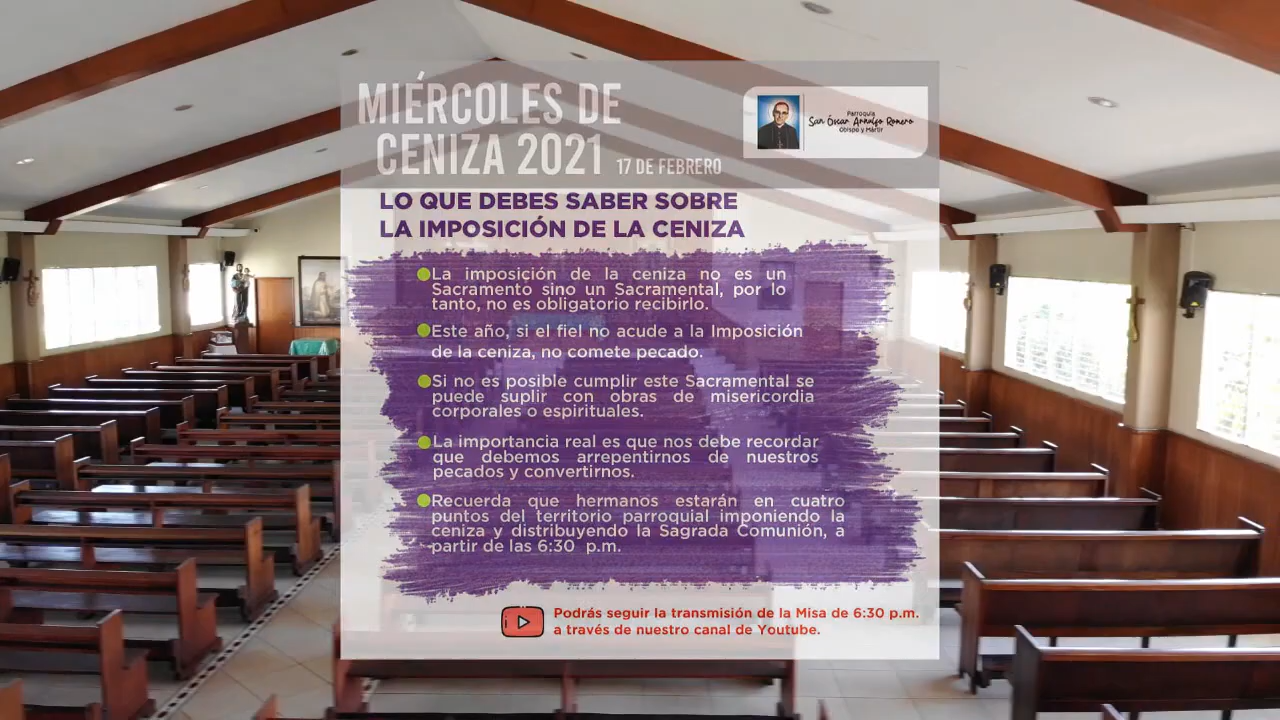 MIÉRCOLES DE
CENIZA 2021 17 DE FEBRERO
Parroquia
San Óscar Arnulfo Romero
Obispo y Mártir
LO QUE DEBES SABER SOBRE
LA IMPOSICIÓN DE LA CENIZA
La imposición de la ceniza no es un
Sacramento sino un Sacramental, por lo
tanto, no es obligatorio recibirlo.
Este año, si el fiel no acude a la Imposición
de la ceniza, no comete pecado.
Si no es posible cumplir este Sacramental se
puede suplir con obras de misericordia
corporales o espirituales.
La importancia real es que nos debe recordar
que debemos arrepentirnos de nuestros
pecados y convertirnos.
Recuerda que hermanos estarán en cuatro
puntos del territorio parroquial imponiendo la
ceniza y distribuyendo la Sagrada Comunión, a
partir de las 6:30 p.m.
Podrás seguir la transmisión de la Misa de 6:30 p.m.
a través de nuestro canal de Youtube.